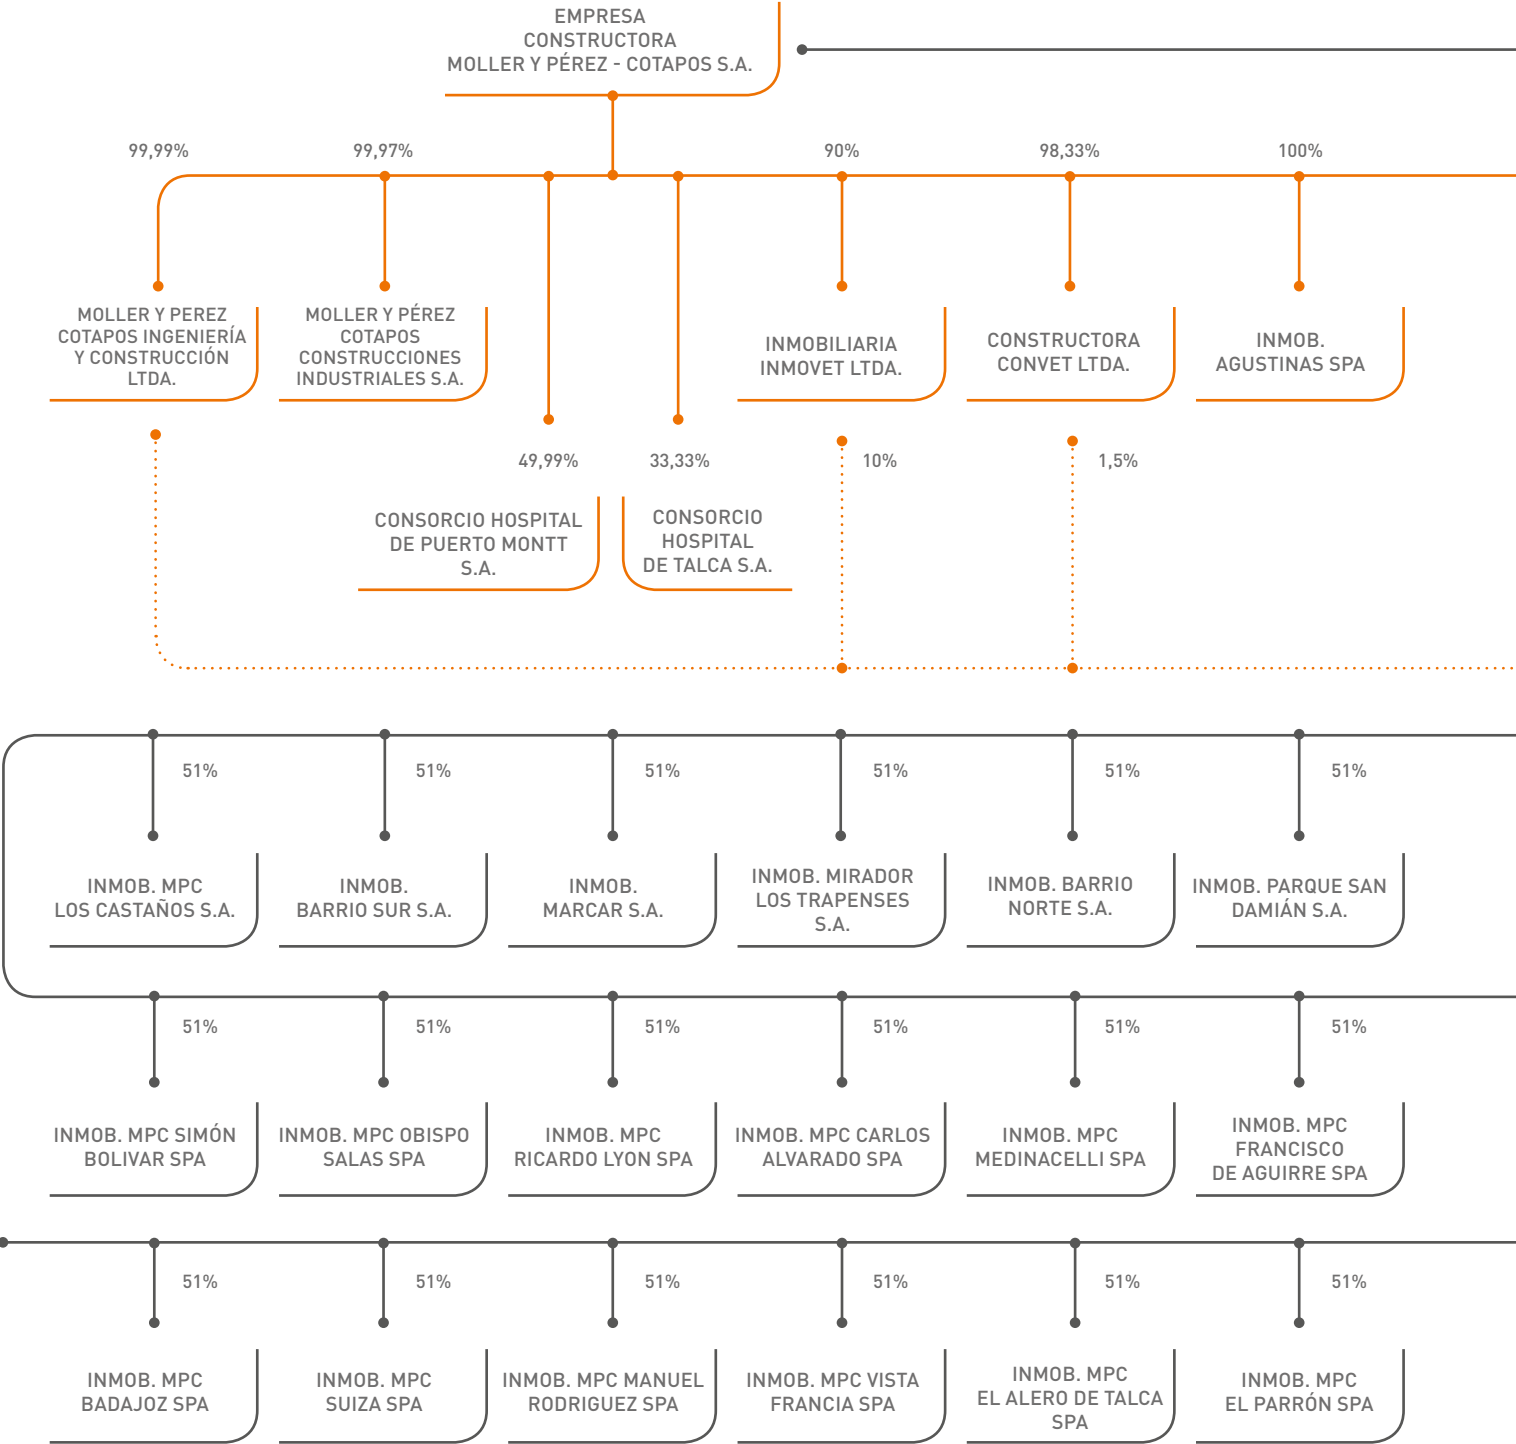 EMPRESA
CONSTRUCTORA
MOLLER Y PÉREZ - COTAPOS S.A.
99,99%
99,97%
90%
98,33%
100%
MOLLER Y PEREZ
COTAPOS INGENIERÍA
Y CONSTRUCCIÓN
LTDA.
MOLLER Y PÉREZ
COTAPOS
CONSTRUCCIONES
INDUSTRIALES S.A.
INMOBILIARIA
INMOVET LTDA.
CONSTRUCTORA
CONVET LTDA.
INMOB.
AGUSTINAS SPA
49,99%
33,33%
10%
1,5%
CONSORCIO HOSPITAL
DE PUERTO MONTT
S.A.
CONSORCIO
HOSPITAL
DE TALCA S.A.
51%
51%
51%
51%
51%
51%
INMOB. MPC
LOS CASTAÑOS S.A.
INMOB.
BARRIO SUR S.A.
INMOB.
MARCAR S.A.
INMOB. MIRADOR
LOS TRAPENSES
S.A.
INMOB. BARRIO
NORTE S.A.
INMOB. PARQUE SAN
DAMIÁN S.A.
51%
51%
51%
51%
51%
51%
INMOB. MPC SIMÓN
BOLIVAR SPA
INMOB. MPC OBISPO
SALAS SPA
INMOB. MPC
RICARDO LYON SPA
INMOB. MPC CARLOS
ALVARADO SPA
INMOB. MPC
MEDINACELLI SPA
INMOB. MPC
FRANCISCO
DE AGUIRRE SPA
51%
51%
51%
51%
51%
51%
INMOB. MPC
BADAJOZ SPA
INMOB. MPC
SUIZA SPA
INMOB. MPC MANUEL
RODRIGUEZ SPA
INMOB. MPC VISTA
FRANCIA SPA
INMOB. MPC
EL ALERO DE TALCA
SPA
INMOB. MPC
EL PARRÓN SPA